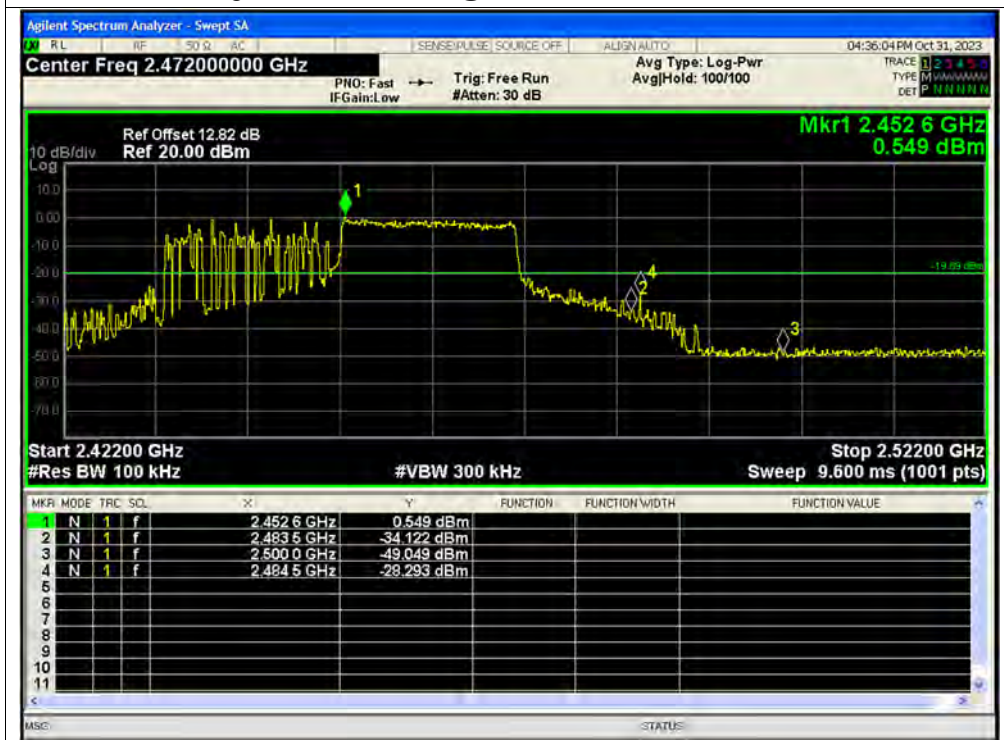 Agilent Spectrum Analyzer - Swept SA
RL RF 50 Ω AC SENSE:PULSE SOURCE OFF ALIGN AUTO 04:36:04 PM Oct 31, 2023
Center Freq 2.472000000 GHz
PNO: Fast
IFGain:Low
Trig: Free Run
#Atten: 30 dB
Avg Type: Log-Pwr
Avg|Hold: 100/100
TRACE 1 2 3 4 5 6
TYPE M
DET P N N N N N
Mkr1 2.452 6 GHz
0.549 dBm
Ref Offset 12.82 dB
10 dB/div Ref 20.00 dBm
Log
10.0
0.00
-10.0
-20.0
-30.0
-40.0
-50.0
-60.0
-70.0
1
2
4
3
-19.89 dBm
Start 2.42200 GHz Stop 2.52200 GHz
#Res BW 100 kHz #VBW 300 kHz Sweep 9.600 ms (1001 pts)
MKR MODE TRC SCL X Y FUNCTION FUNCTION WIDTH FUNCTION VALUE
1 N 1 f 2.452 6 GHz 0.549 dBm
2 N 1 f 2.483 5 GHz -34.122 dBm
3 N 1 f 2.500 0 GHz -49.049 dBm
4 N 1 f 2.484 5 GHz -28.293 dBm
5
6
7
8
9
10
11
MSG STATUS